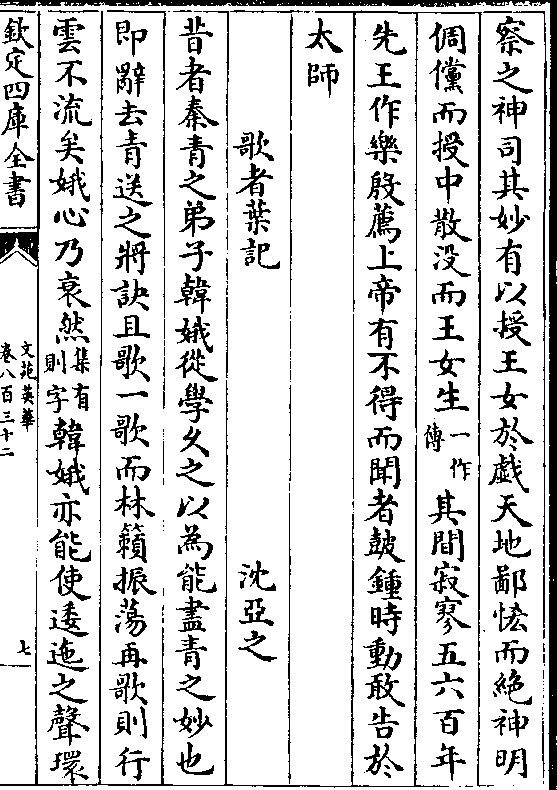 察之神司其妙有以授王女於戯天地鄙悋而絶神明
倜儻而授中散没而王女生一作傳其間寂寥五六百年
先王作樂殷薦上帝有不得而聞者鼓鍾時動敢告於
太師
歌者葉記 沈亞之
昔者秦青之弟子韓娥從學乆之以為能盡青之妙也
即辭去青送之將訣且歌一歌而林籟振蕩再歌則行
雲不流矣娥心乃衰然集有則字韓娥亦能使逶迤之聲環
欽定四庫全書
文苑英華
卷八百三十二
七